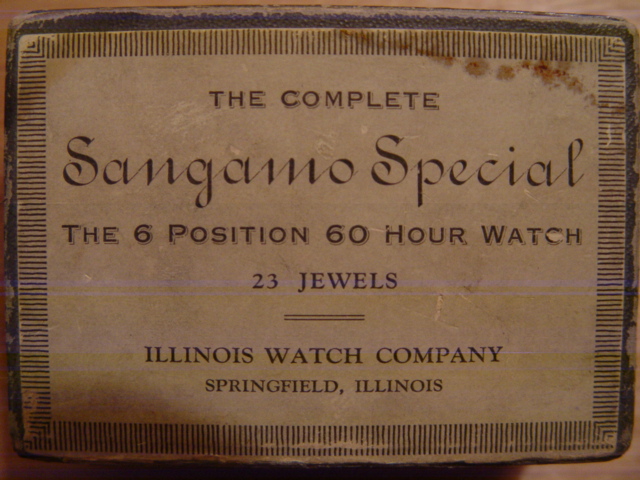 THE COMPLETE
Sangamo Special
THE 6 POSITION 60 HOUR WATCH
23 JEWELS
ILLINOIS WATCH COMPANY
SPRINGFIELD, ILLINOIS